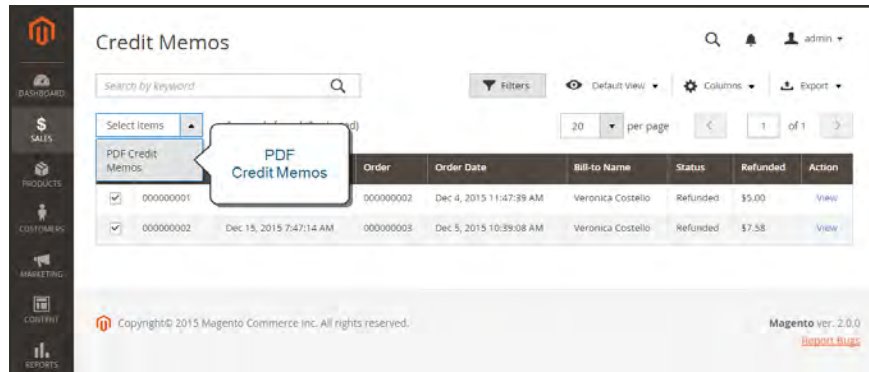 Credit Memos
admin
DASHBOARD
Search by keyword
Filters
Default View
Columns
Export
$
SALES
Select Items
20
per page
1
of 1
PDF Credit
Memos
PDF
Credit Memos
Order
Order Date
Bill-to Name
Status
Refunded
Action
PRODUCTS
000000001
000000002
Dec 4, 2015 11:47:39 AM
Veronica Costello
Refunded
$5.00
View
CUSTOMERS
000000002
Dec 15, 2015 7:47:14 AM
000000003
Dec 5, 2015 10:39:08 AM
Veronica Costello
Refunded
$7.58
View
MARKETING
CONTENT
Copyright© 2015 Magento Commerce Inc. All rights reserved.
Magento ver. 2.0.0
Report Bugs
REPORTS